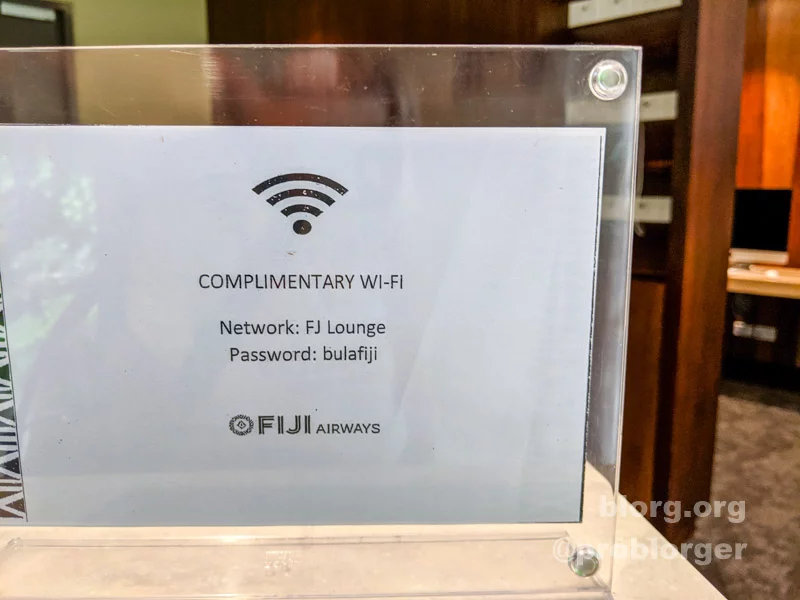 COMPLIMENTARY WI-FI
Network: FJ Lounge
Password: bulafiji
FIJI AIRWAYS
blorg.org
@problorger